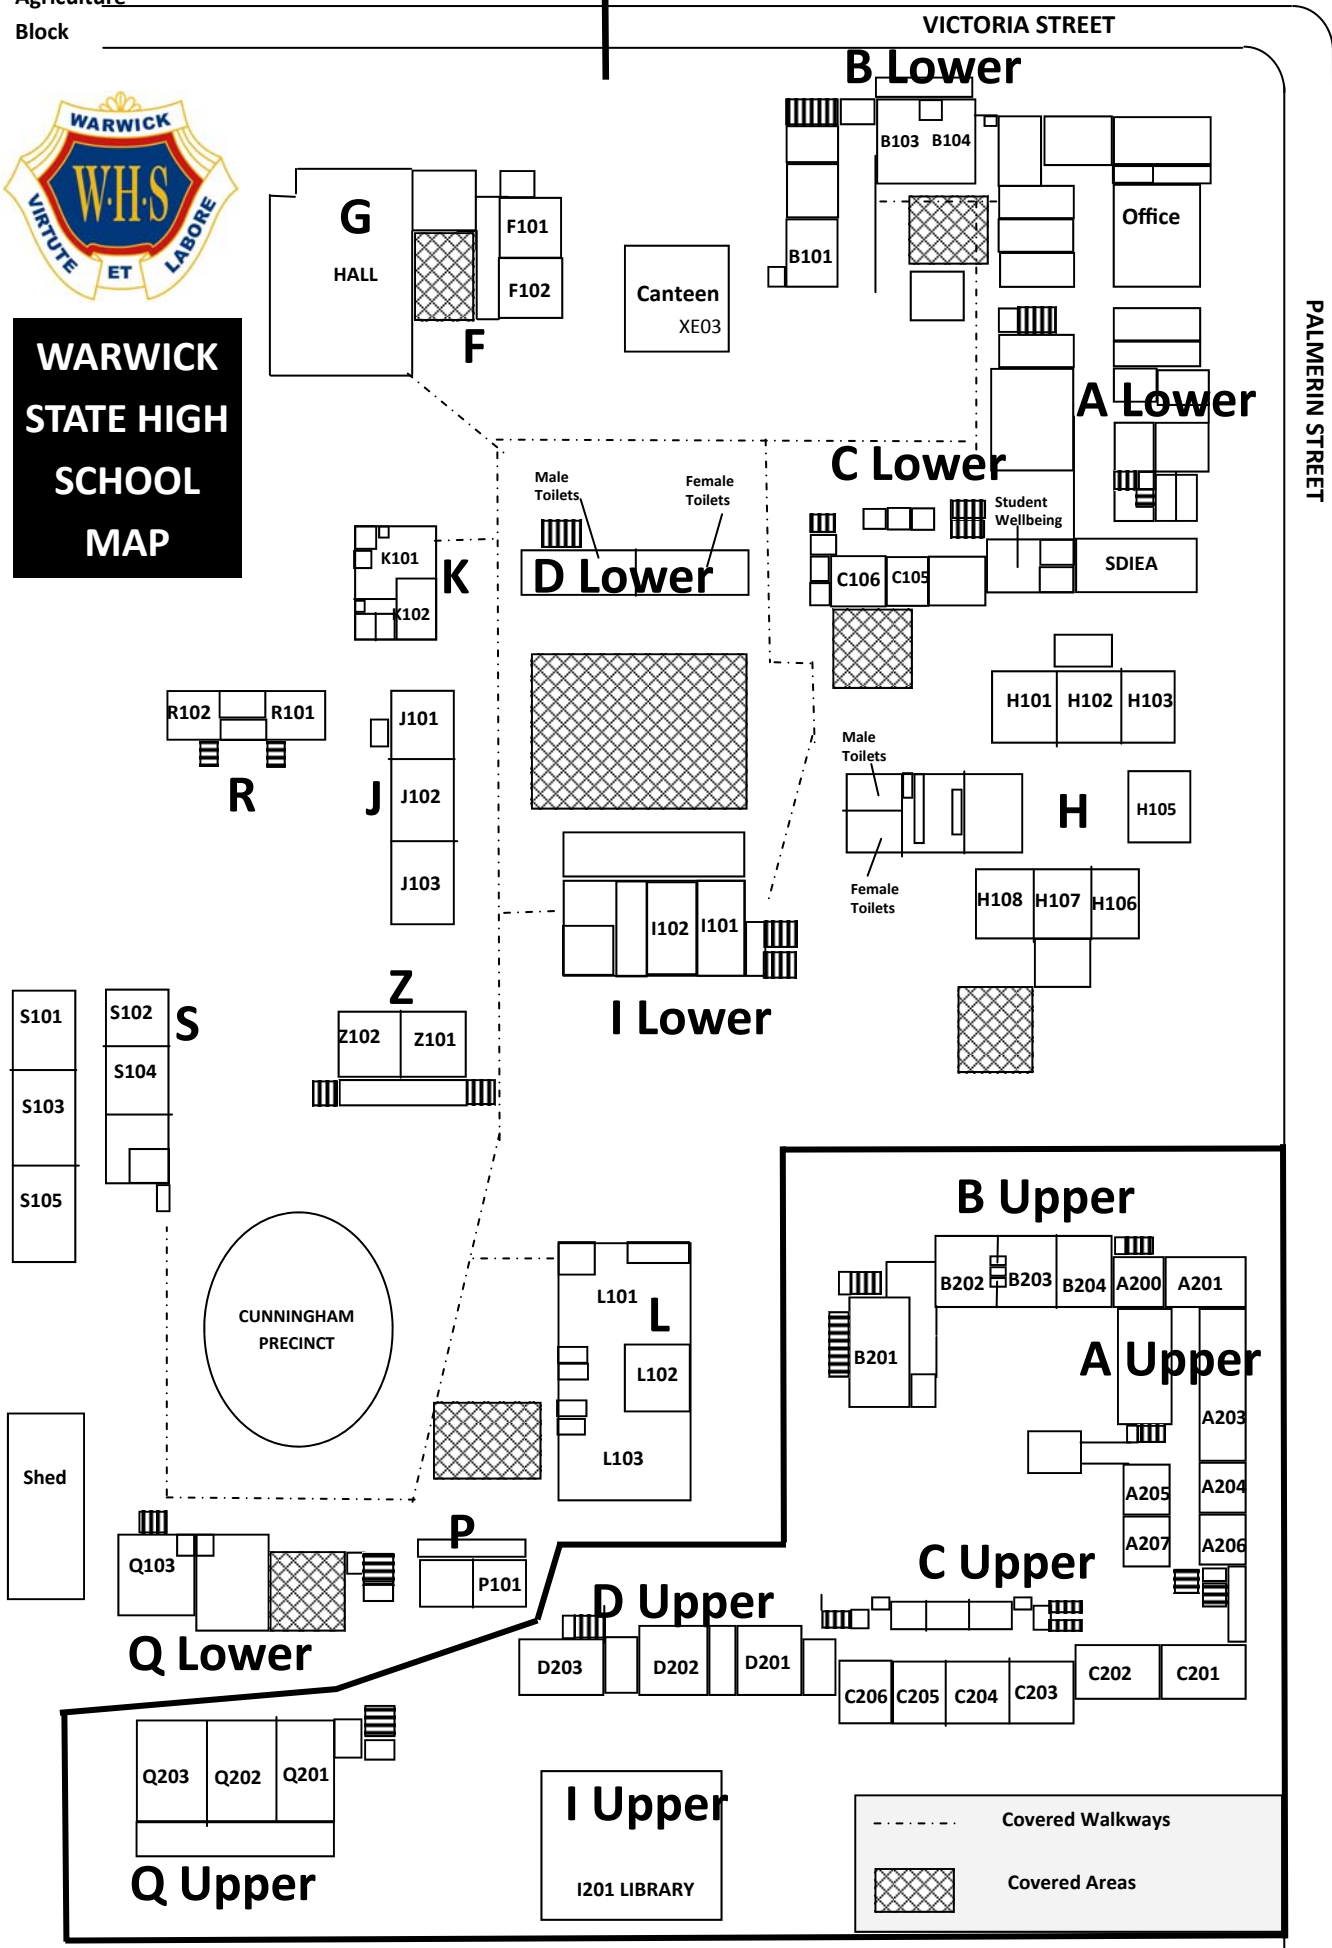 Agriculture
Block
VICTORIA STREET
PALMERIN STREET
WARWICK
W·H·S
VIRTUTE
ET
LABORE
WARWICK
STATE HIGH
SCHOOL
MAP
B Lower
B103 B104
B101
Office
G
HALL
F101
F102
F
Canteen
XE03
A Lower
C Lower
Student
Wellbeing
SDIEA
C106
C105
Male
Toilets
Female
Toilets
D Lower
K101
K
K102
R102
R101
R
J101
J
J102
J103
H101
H102
H103
Male
Toilets
H
H105
Female
Toilets
H108
H107
H106
I102
I101
I Lower
Z
Z102
Z101
S101
S102
S
S104
S103
S105
CUNNINGHAM
PRECINCT
L101
L
L102
L103
Shed
Q103
Q Lower
P
P101
B Upper
B202
B203
B204
A200
A201
B201
A Upper
A203
A205
A204
A207
A206
C Upper
D Upper
D203
D202
D201
C206
C205
C204
C203
C202
C201
Q203
Q202
Q201
Q Upper
I Upper
I201 LIBRARY
Covered Walkways
Covered Areas